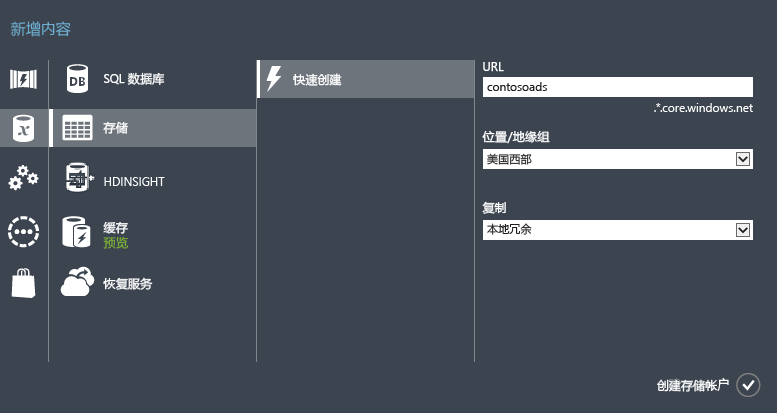 新增内容
SQL 数据库
存储
HDINSIGHT
缓存
预览
恢复服务
快速创建
URL
contosoads
.*.core.windows.net
位置/地缘组
美国西部
复制
本地冗余
创建存储帐户
DB
x